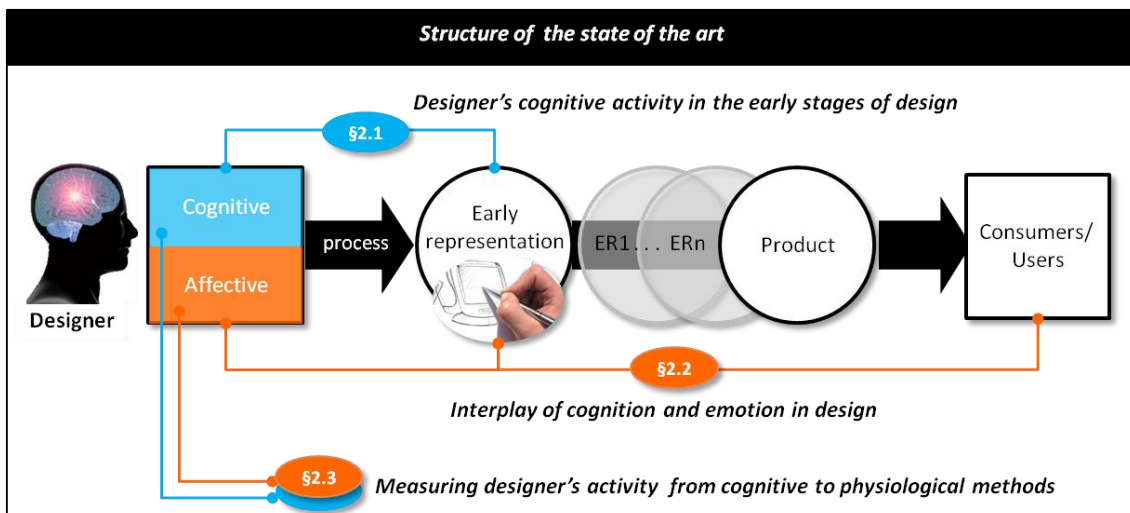 Structure of the state of the art
Designer's cognitive activity in the early stages of design
§2.1
Cognitive
Affective
Designer
process
Early
representation
ER1 . . . ERn
Product
Consumers/
Users
§2.2
Interplay of cognition and emotion in design
§2.3
Measuring designer's activity from cognitive to physiological methods